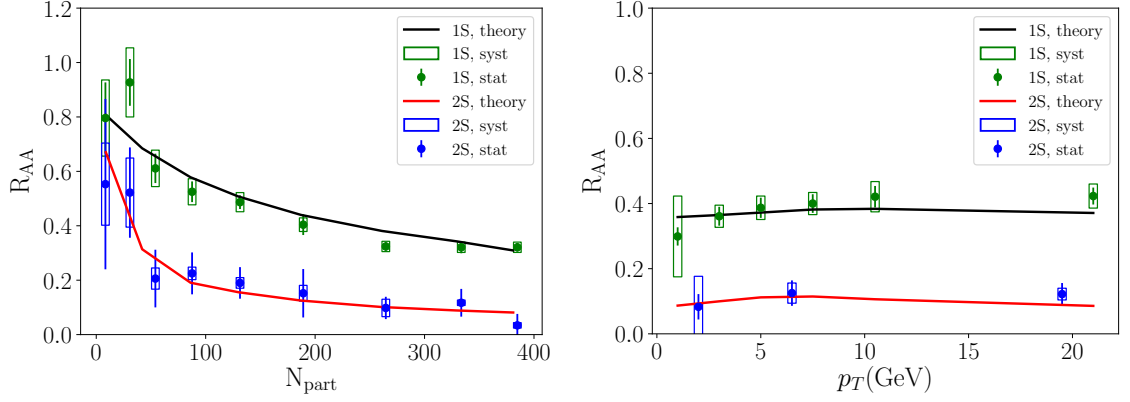 1.2
1.0
0.8
0.6
0.4
0.2
0.0
R_AA
0
100
200
300
400
N_part
1S, theory
1S, syst
1S, stat
2S, theory
2S, syst
2S, stat
1.0
0.8
0.6
0.4
0.2
0.0
R_AA
0
5
10
15
20
p_T(GeV)
1S, theory
1S, syst
1S, stat
2S, theory
2S, syst
2S, stat